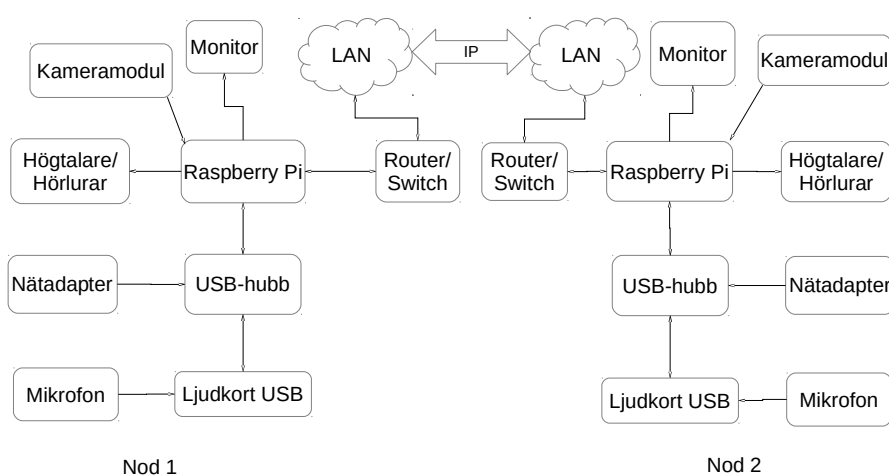 Monitor
LAN
IP
LAN
Monitor
Kameramodul
Kameramodul
Högtalare/
Hörlurar
Raspberry Pi
Router/
Switch
Router/
Switch
Raspberry Pi
Högtalare/
Hörlurar
Nätadapter
USB-hubb
USB-hubb
Nätadapter
Mikrofon
Ljudkort USB
Ljudkort USB
Mikrofon
Nod 1
Nod 2